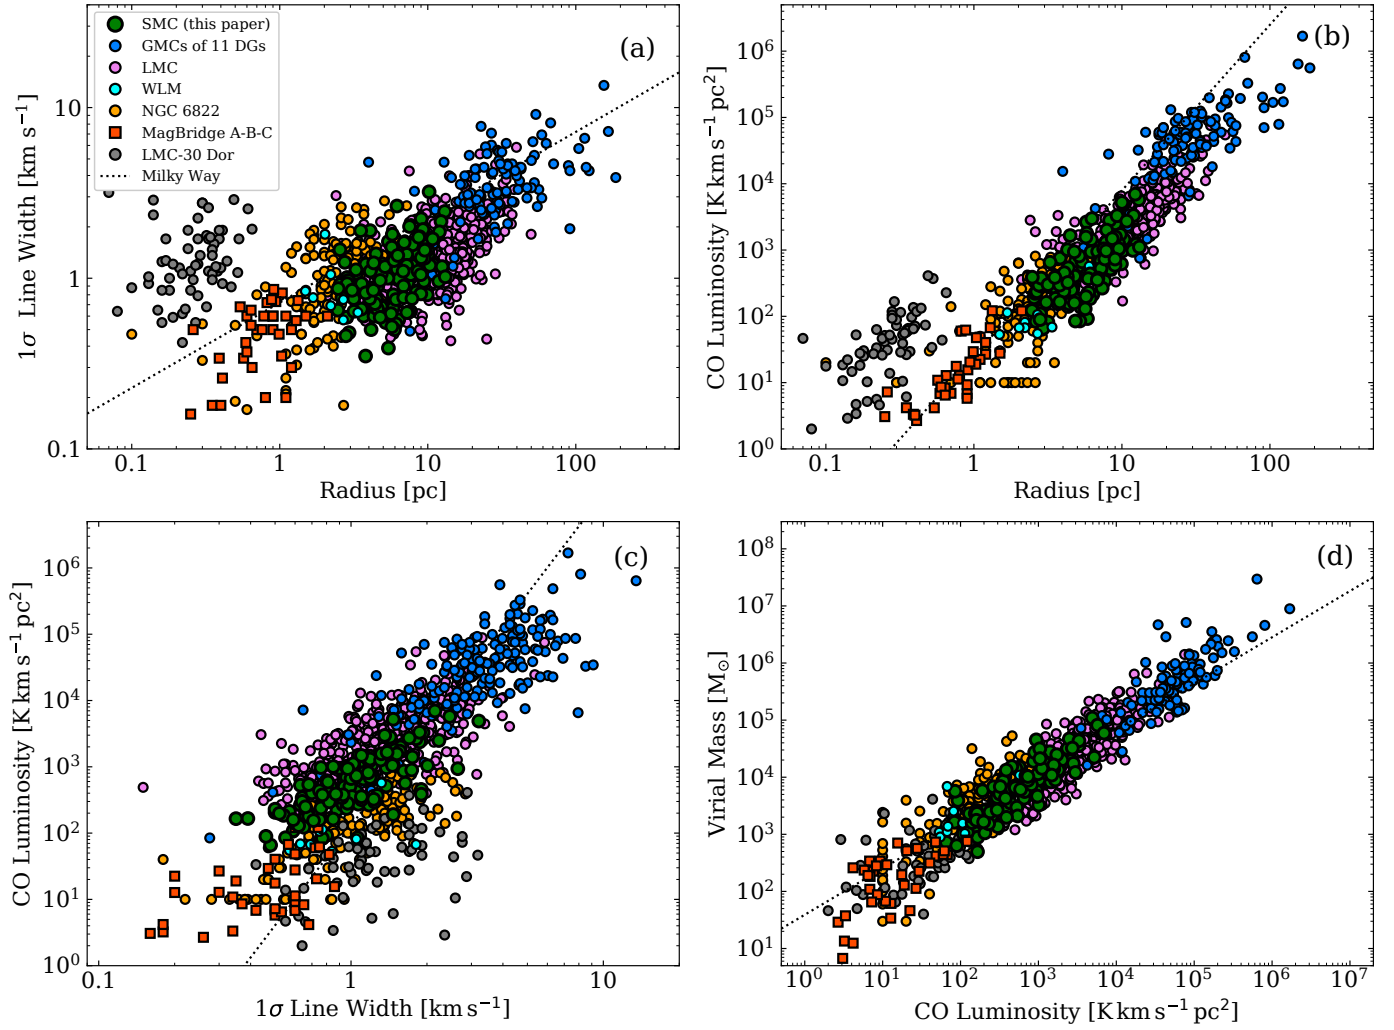 (a)
SMC (this paper)
GMCs of 11 DGs
LMC
WLM
NGC 6822
MagBridge A-B-C
LMC-30 Dor
Milky Way
10
1
0.1
1σ Line Width [km s⁻¹]
0.1 1 10 100
Radius [pc]
(b)
10⁶
10⁵
10⁴
10³
10²
10¹
10⁰
CO Luminosity [K km s⁻¹ pc²]
0.1 1 10 100
Radius [pc]
(c)
10⁶
10⁵
10⁴
10³
10²
10¹
10⁰
CO Luminosity [K km s⁻¹ pc²]
0.1 1 10
1σ Line Width [km s⁻¹]
(d)
10⁸
10⁷
10⁶
10⁵
10⁴
10³
10²
10¹
Virial Mass [M☉]
10⁰ 10¹ 10² 10³ 10⁴ 10⁵ 10⁶ 10⁷
CO Luminosity [K km s⁻¹ pc²]